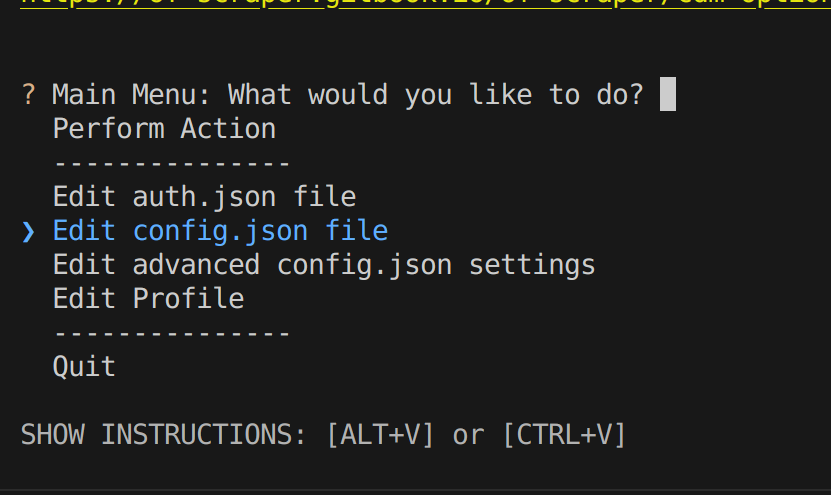 ? Main Menu: What would you like to do?
Perform Action
---------------
Edit auth.json file
❯ Edit config.json file
Edit advanced config.json settings
Edit Profile
---------------
Quit
SHOW INSTRUCTIONS: [ALT+V] or [CTRL+V]